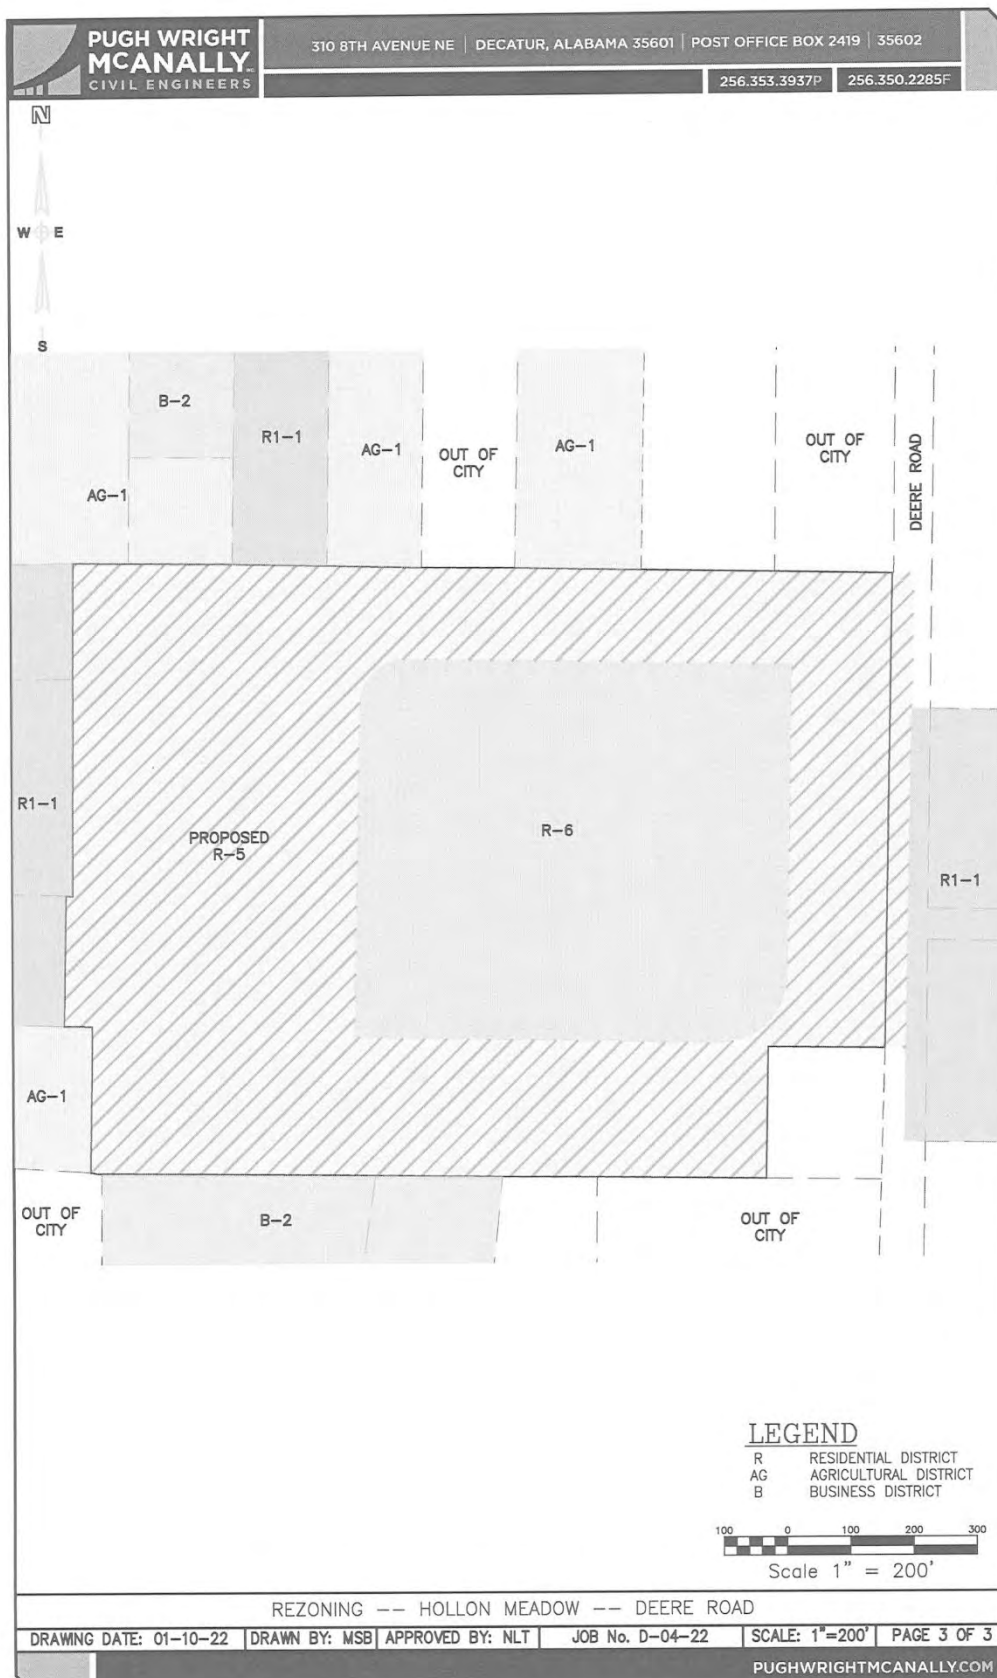 PUGH WRIGHT
MCANALLY INC.
CIVIL ENGINEERS
310 8TH AVENUE NE | DECATUR, ALABAMA 35601 | POST OFFICE BOX 2419 | 35602
256.353.3937P
256.350.2285F
N
W E
S
B-2
R1-1
AG-1
OUT OF
CITY
AG-1
OUT OF
CITY
DEERE ROAD
AG-1
R1-1
PROPOSED
R-5
R-6
R1-1
AG-1
OUT OF
CITY
B-2
OUT OF
CITY
LEGEND
R RESIDENTIAL DISTRICT
AG AGRICULTURAL DISTRICT
B BUSINESS DISTRICT
100 0 100 200 300
Scale 1" = 200'
REZONING -- HOLLON MEADOW -- DEERE ROAD
DRAWING DATE: 01-10-22 DRAWN BY: MSB APPROVED BY: NLT JOB No. D-04-22 SCALE: 1"=200' PAGE 3 OF 3
PUGHWRIGHTMCANALLY.COM